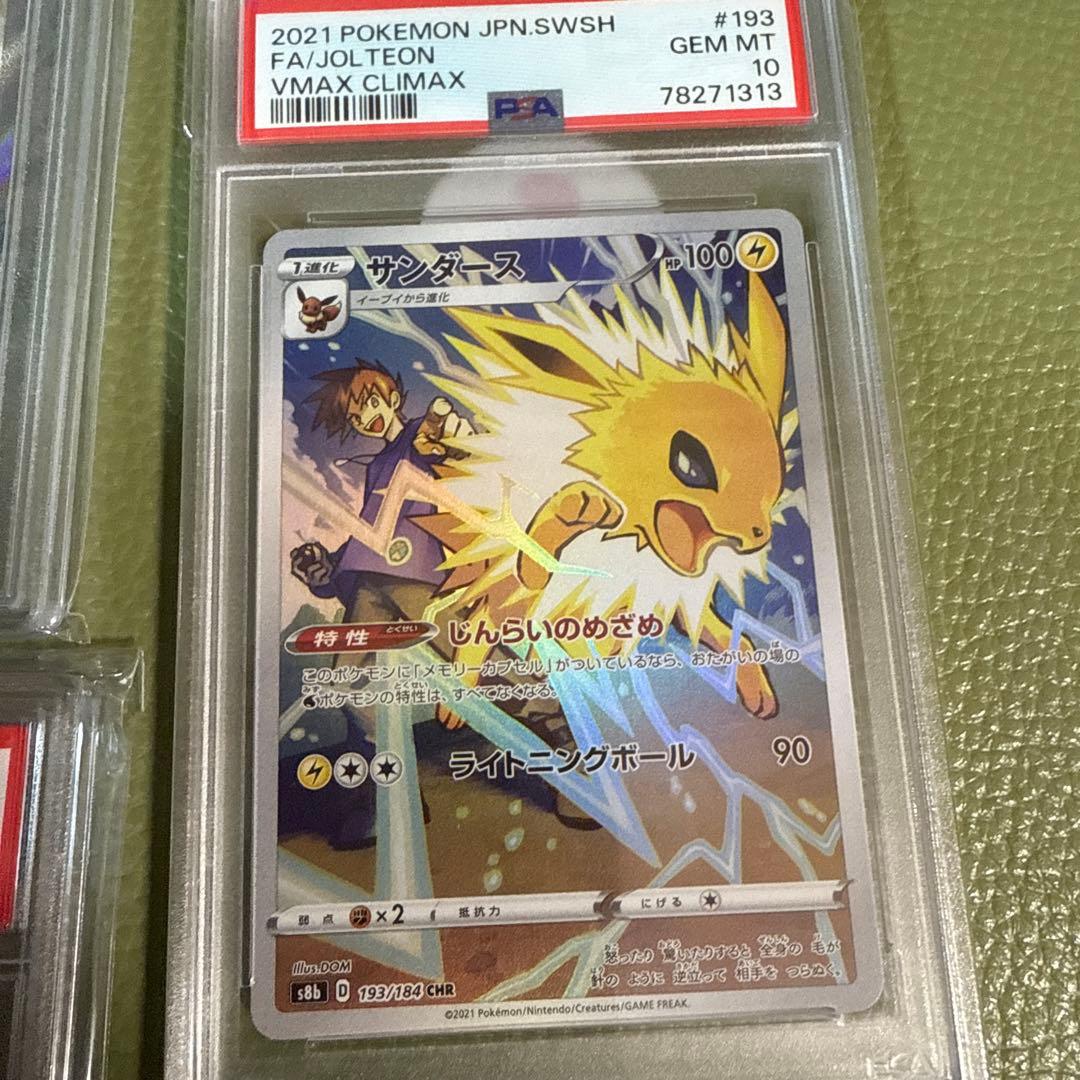 2021 POKEMON JPN.SWSH #193
FA/JOLTEON GEM MT
VMAX CLIMAX 10
PSA 78271313
1進化 サンダース HP 100
イーブイから進化
特性 とくせい じんらいのめざめ
このポケモンに「メモリーカプセル」がついているなら、おたがいの場の
ポケモンの特性は、すべてなくなる。
ライトニングボール 90
弱点 ×2 抵抗力 にげる
怒ったり 驚いたりすると 全身の 毛が
針の ように 逆立って 相手を つらぬく。
Illus.DOM
s8b D 193/184 CHR
©2021 Pokémon/Nintendo/Creatures/GAME FREAK.